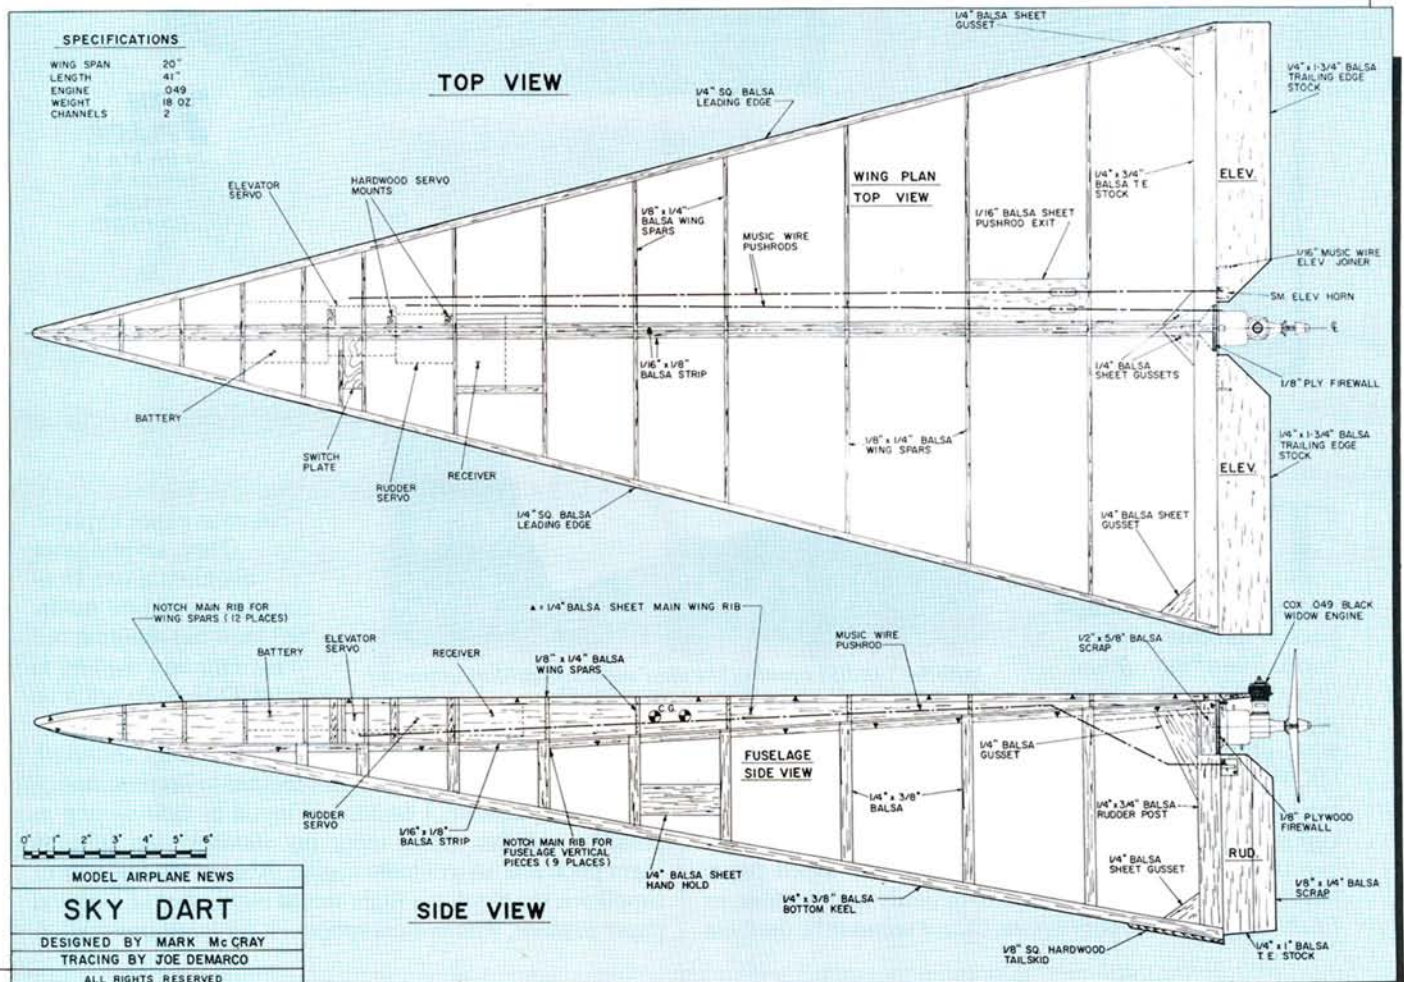 SPECIFICATIONS
WING SPAN 20"
LENGTH 41"
ENGINE .049
WEIGHT 18 OZ
CHANNELS 2
TOP VIEW
1/4" BALSA SHEET
GUSSET
1/4" x 1-3/4" BALSA
TRAILING EDGE
STOCK
1/4" SQ. BALSA
LEADING EDGE
ELEVATOR
SERVO
HARDWOOD SERVO
MOUNTS
1/8" x 1/4"
BALSA WING
SPARS
MUSIC WIRE
PUSHRODS
WING PLAN
TOP VIEW
1/16" BALSA SHEET
PUSHROD EXIT
1/4" x 3/4"
BALSA T.E.
STOCK
ELEV.
1/16" MUSIC WIRE
ELEV JOINER
SM. ELEV HORN
℄
1/16" x 1/8"
BALSA STRIP
1/4" BALSA
SHEET GUSSETS
1/8" PLY FIREWALL
BATTERY
SWITCH
PLATE
RUDDER
SERVO
RECEIVER
1/4" SQ. BALSA
LEADING EDGE
1/8" x 1/4" BALSA
WING SPARS
1/4" x 1-3/4" BALSA
TRAILING EDGE
STOCK
ELEV.
1/4" BALSA SHEET
GUSSET
NOTCH MAIN RIB FOR
WING SPARS (12 PLACES)
BATTERY
ELEVATOR
SERVO
RECEIVER
1/8" x 1/4" BALSA
WING SPARS
▲ = 1/4" BALSA SHEET MAIN WING RIB
MUSIC WIRE
PUSHROD
1/2" x 5/8" BALSA
SCRAP
COX .049 BLACK
WIDOW ENGINE
C.G.
FUSELAGE
SIDE VIEW
1/4" BALSA
GUSSET
1/4" x 3/8"
BALSA
1/4" x 3/4" BALSA
RUDDER POST
1/8" PLYWOOD
FIREWALL
RUDDER
SERVO
1/16" x 1/8"
BALSA STRIP
NOTCH MAIN RIB FOR
FUSELAGE VERTICAL
PIECES (9 PLACES)
1/4" BALSA SHEET
HAND HOLD
1/4" x 3/8" BALSA
BOTTOM KEEL
1/4" BALSA
SHEET GUSSET
RUD.
1/8" x 1/4" BALSA
SCRAP
1/8" SQ. HARDWOOD
TAILSKID
1/4" x 1" BALSA
T.E. STOCK
0" 1" 2" 3" 4" 5" 6"
SIDE VIEW
MODEL AIRPLANE NEWS
SKY DART
DESIGNED BY MARK McCRAY
TRACING BY JOE DEMARCO
ALL RIGHTS RESERVED